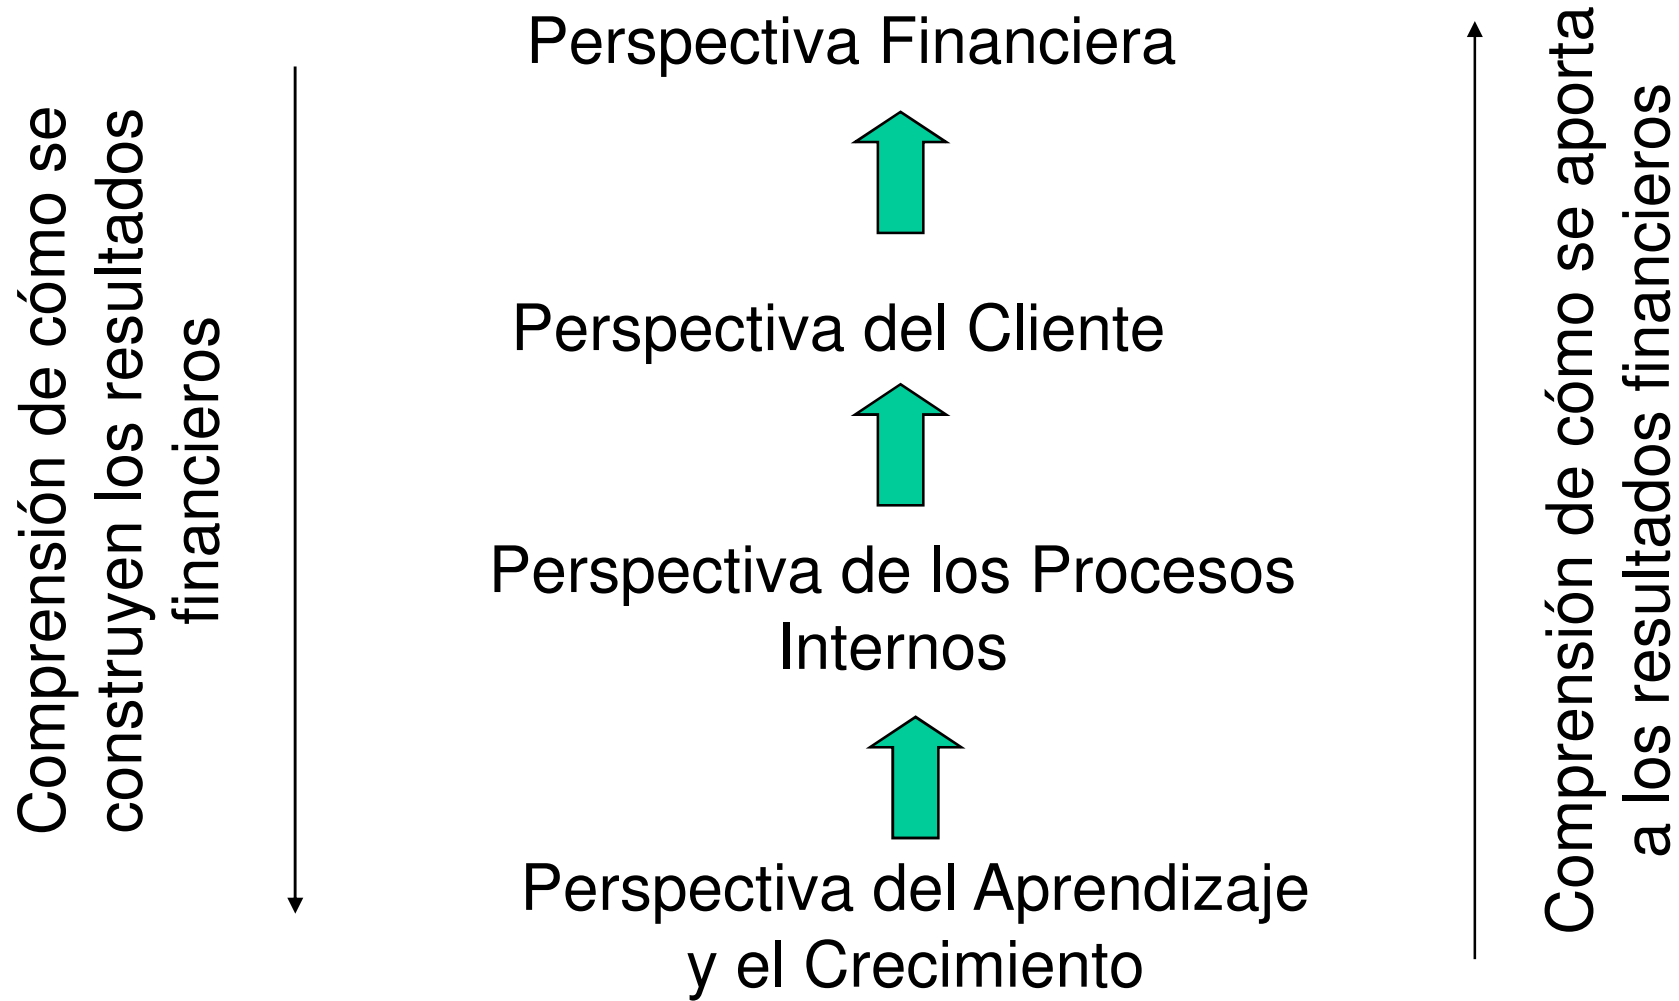 Comprensión de cómo se
construyen los resultados
financieros
Perspectiva Financiera
Perspectiva del Cliente
Perspectiva de los Procesos
Internos
Perspectiva del Aprendizaje
y el Crecimiento
Comprensión de cómo se aporta
a los resultados financieros